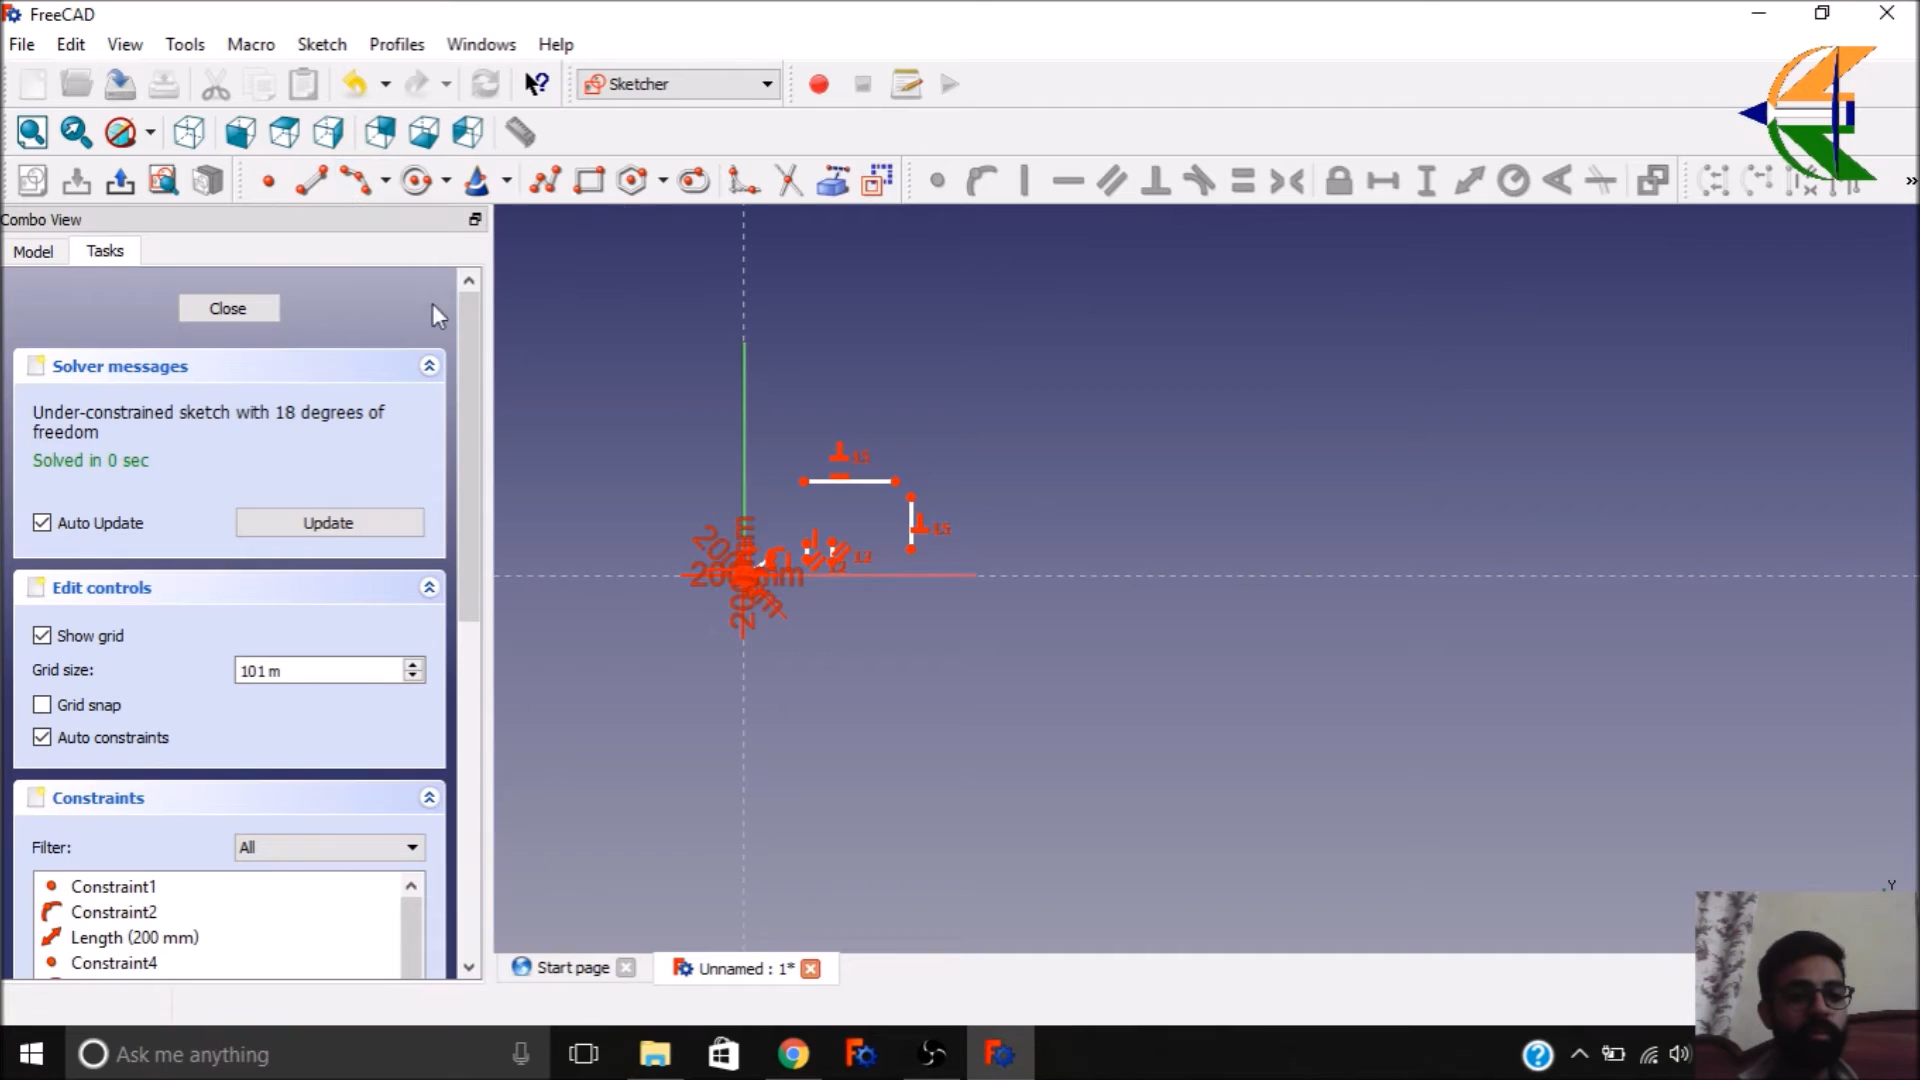 FreeCAD
File Edit View Tools Macro Sketch Profiles Windows Help
Sketcher
Combo View
Model Tasks
Close
Solver messages
Under-constrained sketch with 18 degrees of
freedom
Solved in 0 sec
Auto Update Update
Edit controls
Show grid
Grid size: 101 m
Grid snap
Auto constraints
Constraints
Filter: All
Constraint1
Constraint2
Length (200 mm)
Constraint4
15
15
13
Y
Start page Unnamed : 1*
Ask me anything